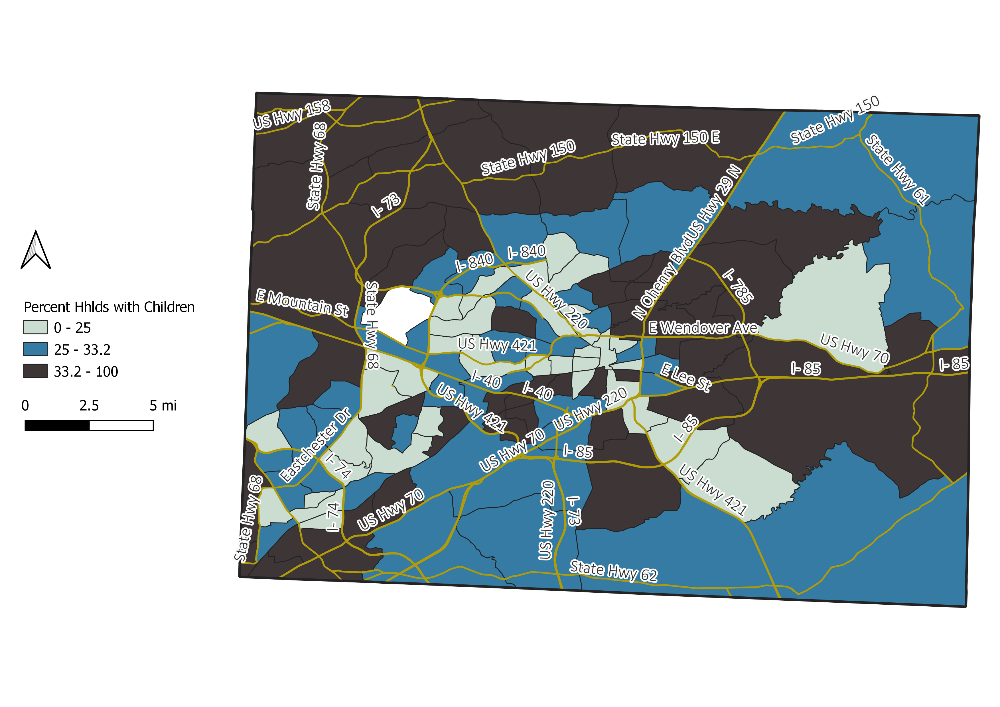 State Hwy 150
US Hwy 158
State Hwy 68
State Hwy 150 E
State Hwy 150
State Hwy 61
US Hwy 29 N
I- 73
I- 840
I- 840
N Ohenry Blvd
US Hwy 220
I- 785
E Mountain St
State Hwy 68
E Wendover Ave
US Hwy 421
US Hwy 70
I- 85
I- 85
E Lee St
I- 40
I- 40
US Hwy 421
US Hwy 220
Eastchester Dr
I- 85
US Hwy 70
I- 85
I- 74
US Hwy 421
State Hwy 68
US Hwy 70
I- 74
US Hwy 220
I- 73
State Hwy 62
Percent Hhlds with Children
0 - 25
25 - 33.2
33.2 - 100
0 2.5 5 mi